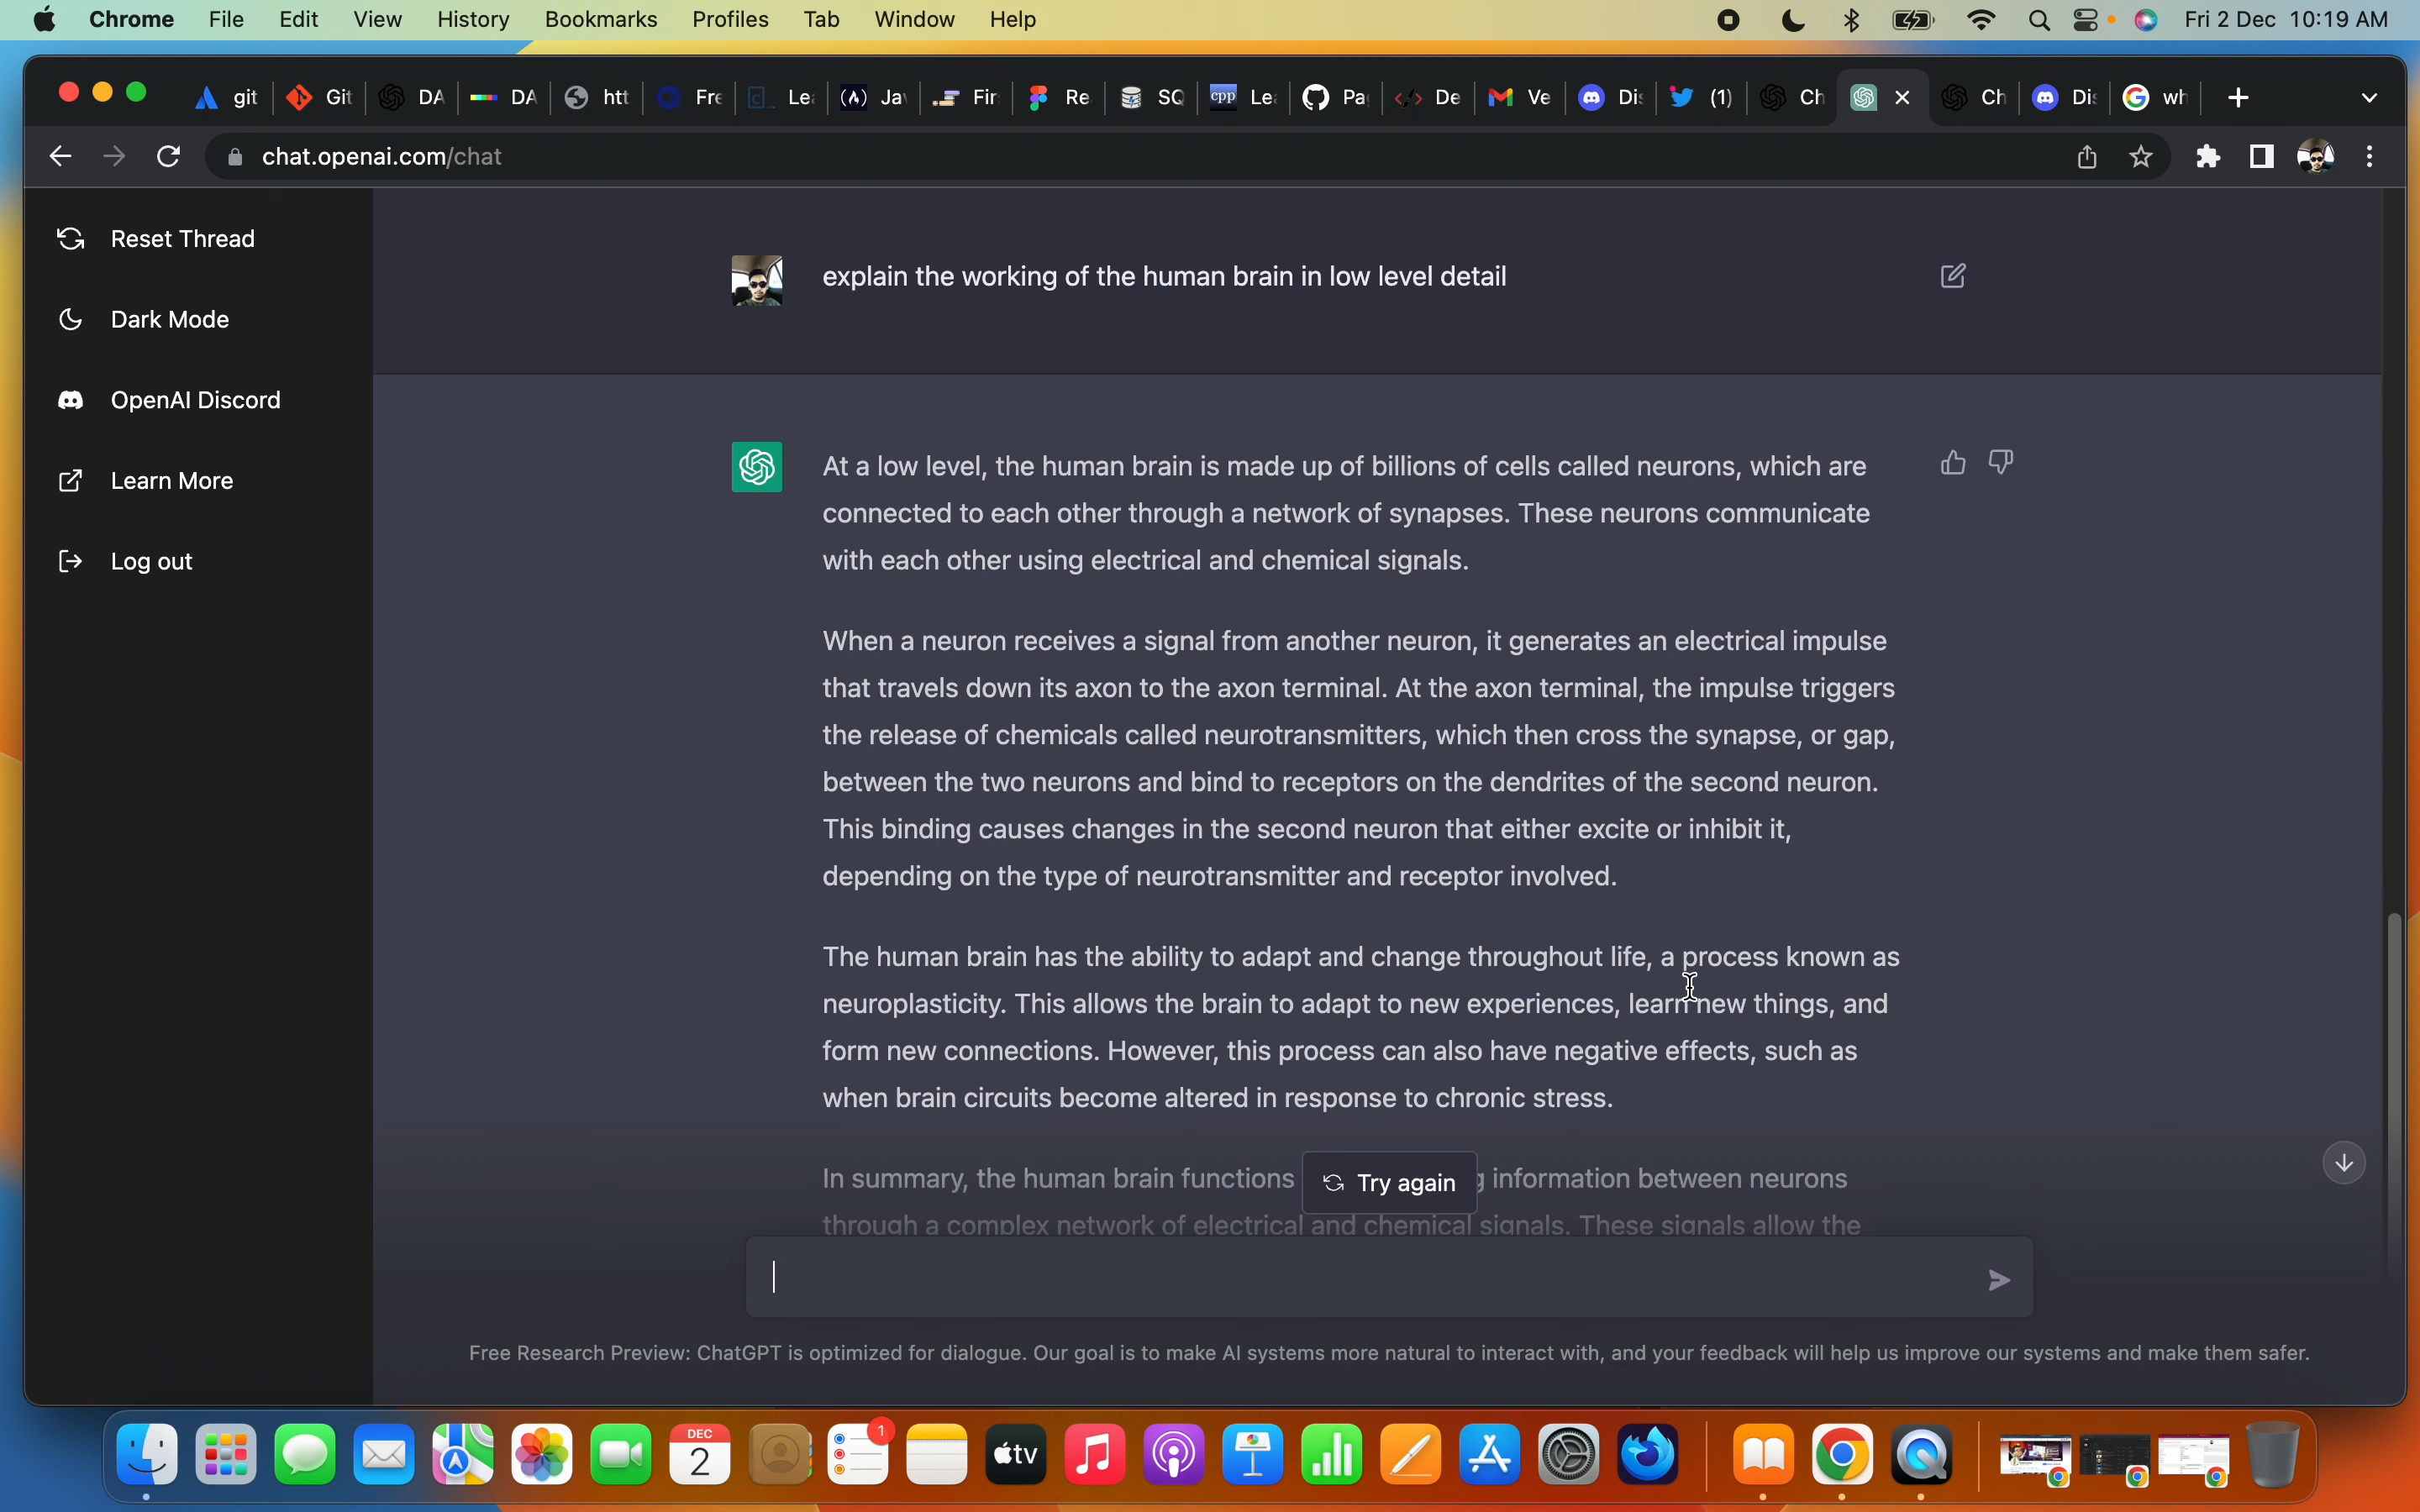 Chrome File Edit View History Bookmarks Profiles Tab Window Help Fri 2 Dec 10:19 AM
git Git DA DA htt Fre Le Ja Fir Re SQ cpp Le Pa De Ve Dis (1) Ch Ch Dis wh
chat.openai.com/chat
Reset Thread
Dark Mode
OpenAI Discord
Learn More
Log out
explain the working of the human brain in low level detail
At a low level, the human brain is made up of billions of cells called neurons, which are
connected to each other through a network of synapses. These neurons communicate
with each other using electrical and chemical signals.
When a neuron receives a signal from another neuron, it generates an electrical impulse
that travels down its axon to the axon terminal. At the axon terminal, the impulse triggers
the release of chemicals called neurotransmitters, which then cross the synapse, or gap,
between the two neurons and bind to receptors on the dendrites of the second neuron.
This binding causes changes in the second neuron that either excite or inhibit it,
depending on the type of neurotransmitter and receptor involved.
The human brain has the ability to adapt and change throughout life, a process known as
neuroplasticity. This allows the brain to adapt to new experiences, learn new things, and
form new connections. However, this process can also have negative effects, such as
when brain circuits become altered in response to chronic stress.
In summary, the human brain functions information between neurons
Try again
through a complex network of electrical and chemical signals. These signals allow the
Free Research Preview: ChatGPT is optimized for dialogue. Our goal is to make AI systems more natural to interact with, and your feedback will help us improve our systems and make them safer.
DEC
2
1
tv